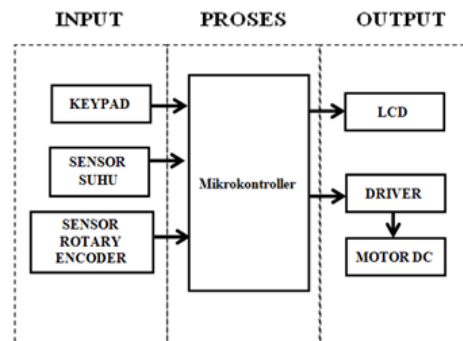 INPUT
PROSES
OUTPUT
KEYPAD
SENSOR
SUHU
SENSOR
ROTARY
ENCODER
Mikrokontroller
LCD
DRIVER
MOTOR DC